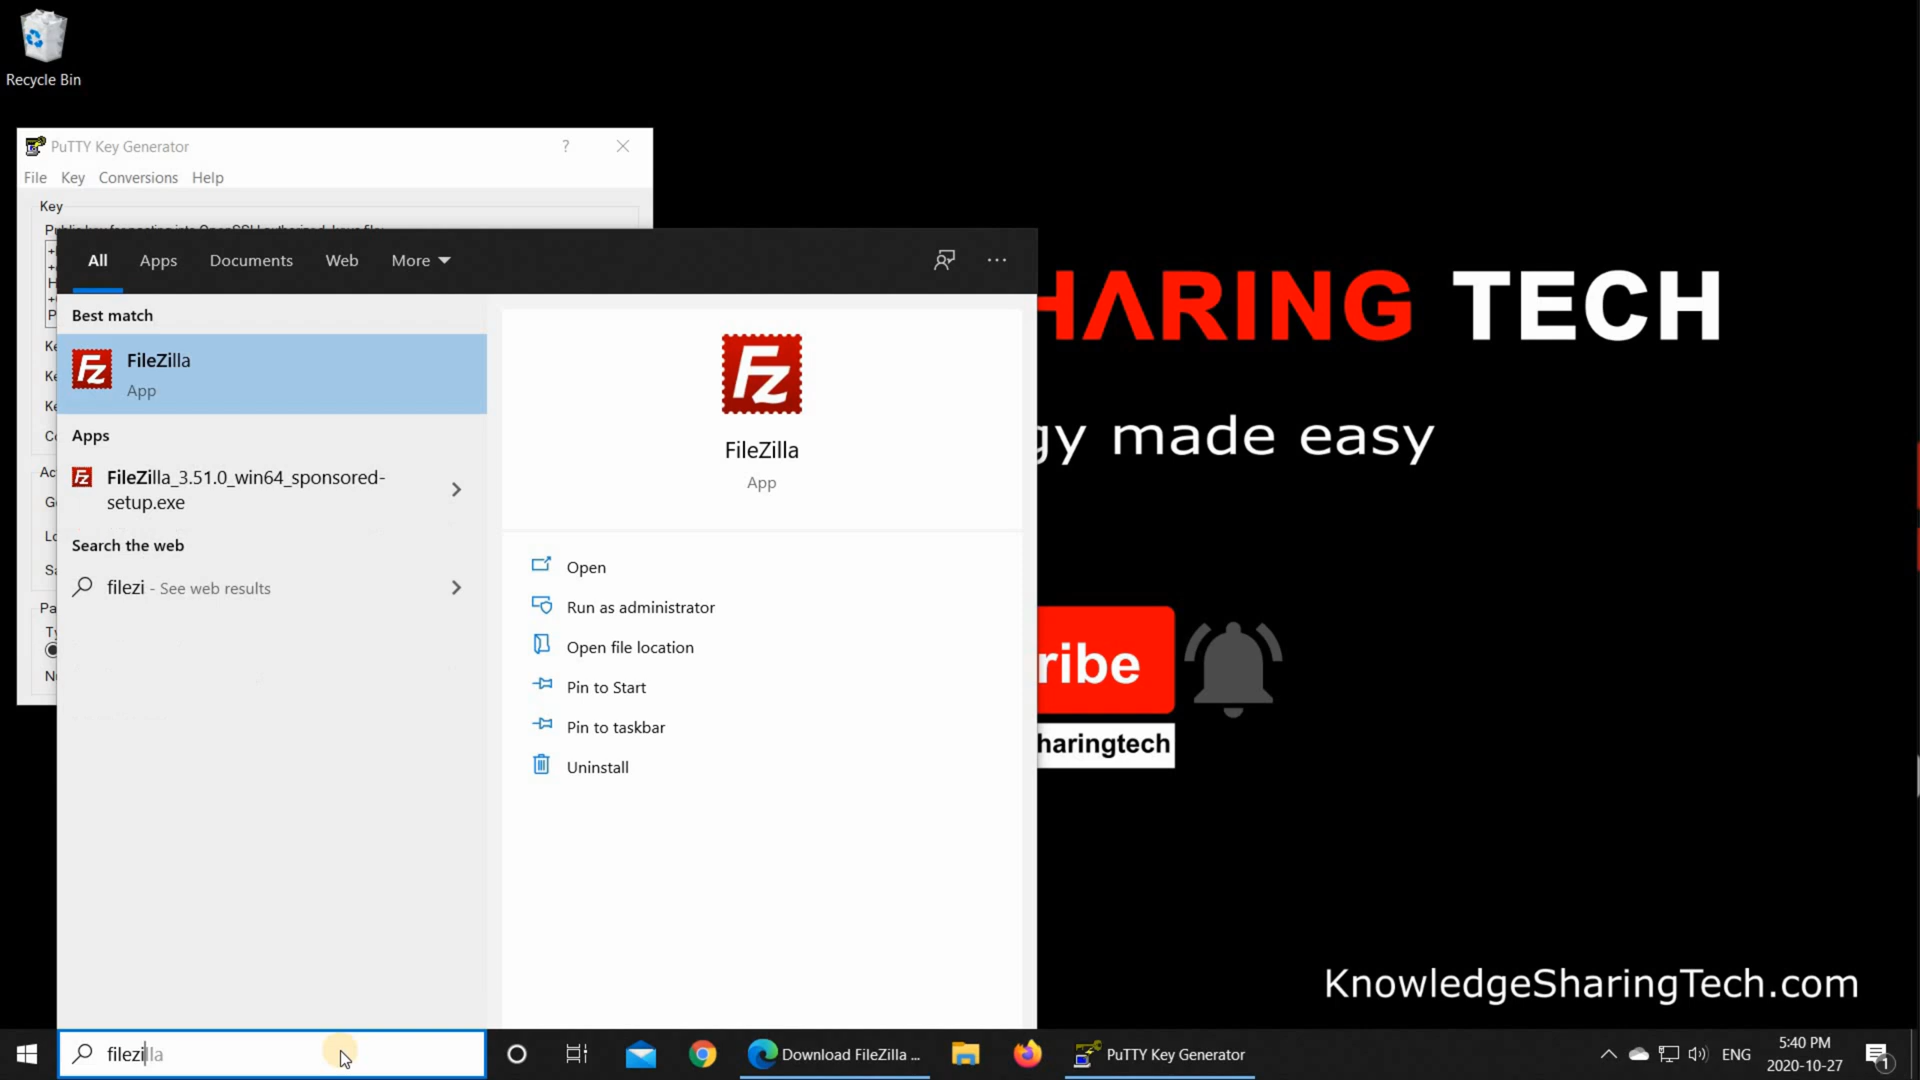 Recycle Bin
PuTTY Key Generator
?
File Key Conversions Help
Key
All Apps Documents Web More
Best match
FileZilla
App
Apps
FileZilla_3.51.0_win64_sponsored-
setup.exe
Search the web
filezi - See web results
FileZilla
App
Open
Run as administrator
Open file location
Pin to Start
Pin to taskbar
Uninstall
HARING TECH
gy made easy
ribe
haringtech
KnowledgeSharingTech.com
filezilla
Download FileZilla ...
PuTTY Key Generator
ENG
5:40 PM
2020-10-27
1